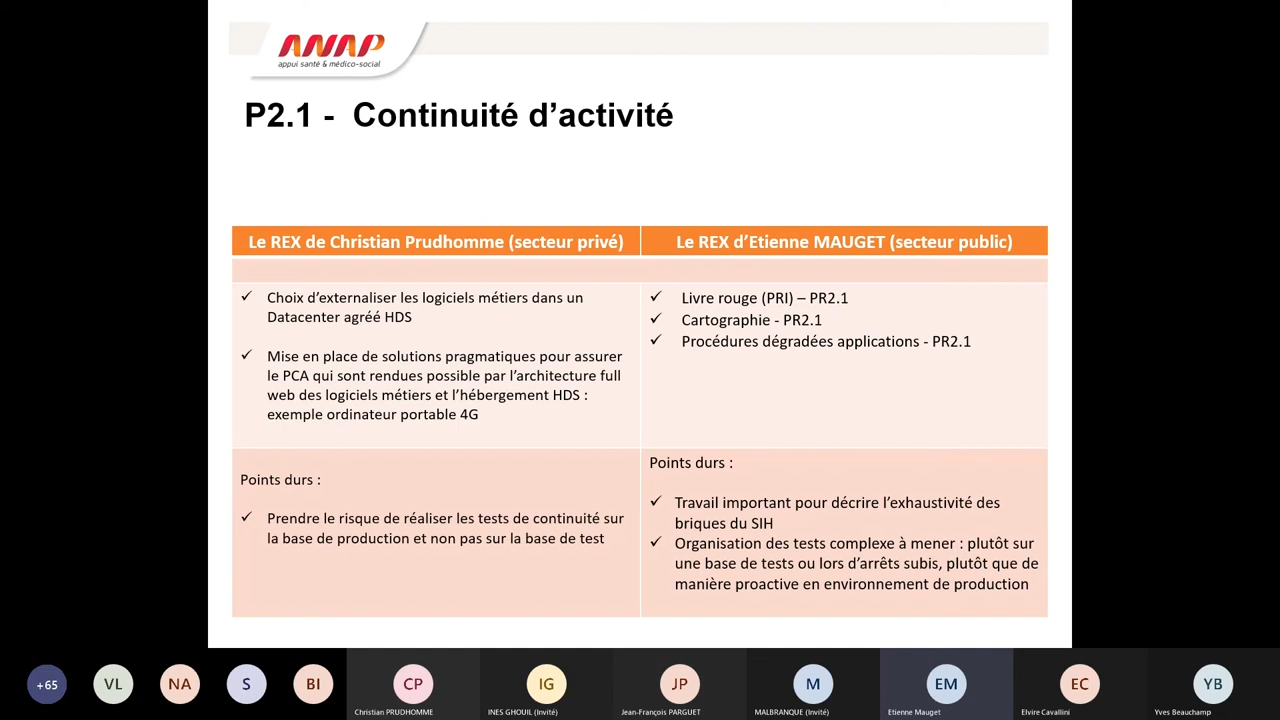 ANAP
appui santé & médico-social
P2.1 - Continuité d'activité
Le REX de Christian Prudhomme (secteur privé)
Le REX d'Etienne MAUGET (secteur public)
Choix d'externaliser les logiciels métiers dans un
Datacenter agréé HDS
Mise en place de solutions pragmatiques pour assurer
le PCA qui sont rendues possible par l'architecture full
web des logiciels métiers et l'hébergement HDS :
exemple ordinateur portable 4G
Livre rouge (PRI) – PR2.1
Cartographie - PR2.1
Procédures dégradées applications - PR2.1
Points durs :
Prendre le risque de réaliser les tests de continuité sur
la base de production et non pas sur la base de test
Points durs :
Travail important pour décrire l'exhaustivité des
briques du SIH
Organisation des tests complexe à mener : plutôt sur
une base de tests ou lors d'arrêts subis, plutôt que de
manière proactive en environnement de production
+65
VL
NA
S
BI
CP
Christian PRUDHOMME
IG
INES GHOUIL (Invité)
JP
Jean-François PARGUET
M
MALBRANQUE (Invité)
EM
Etienne Mauget
EC
Elvire Cavallini
YB
Yves Beauchamp